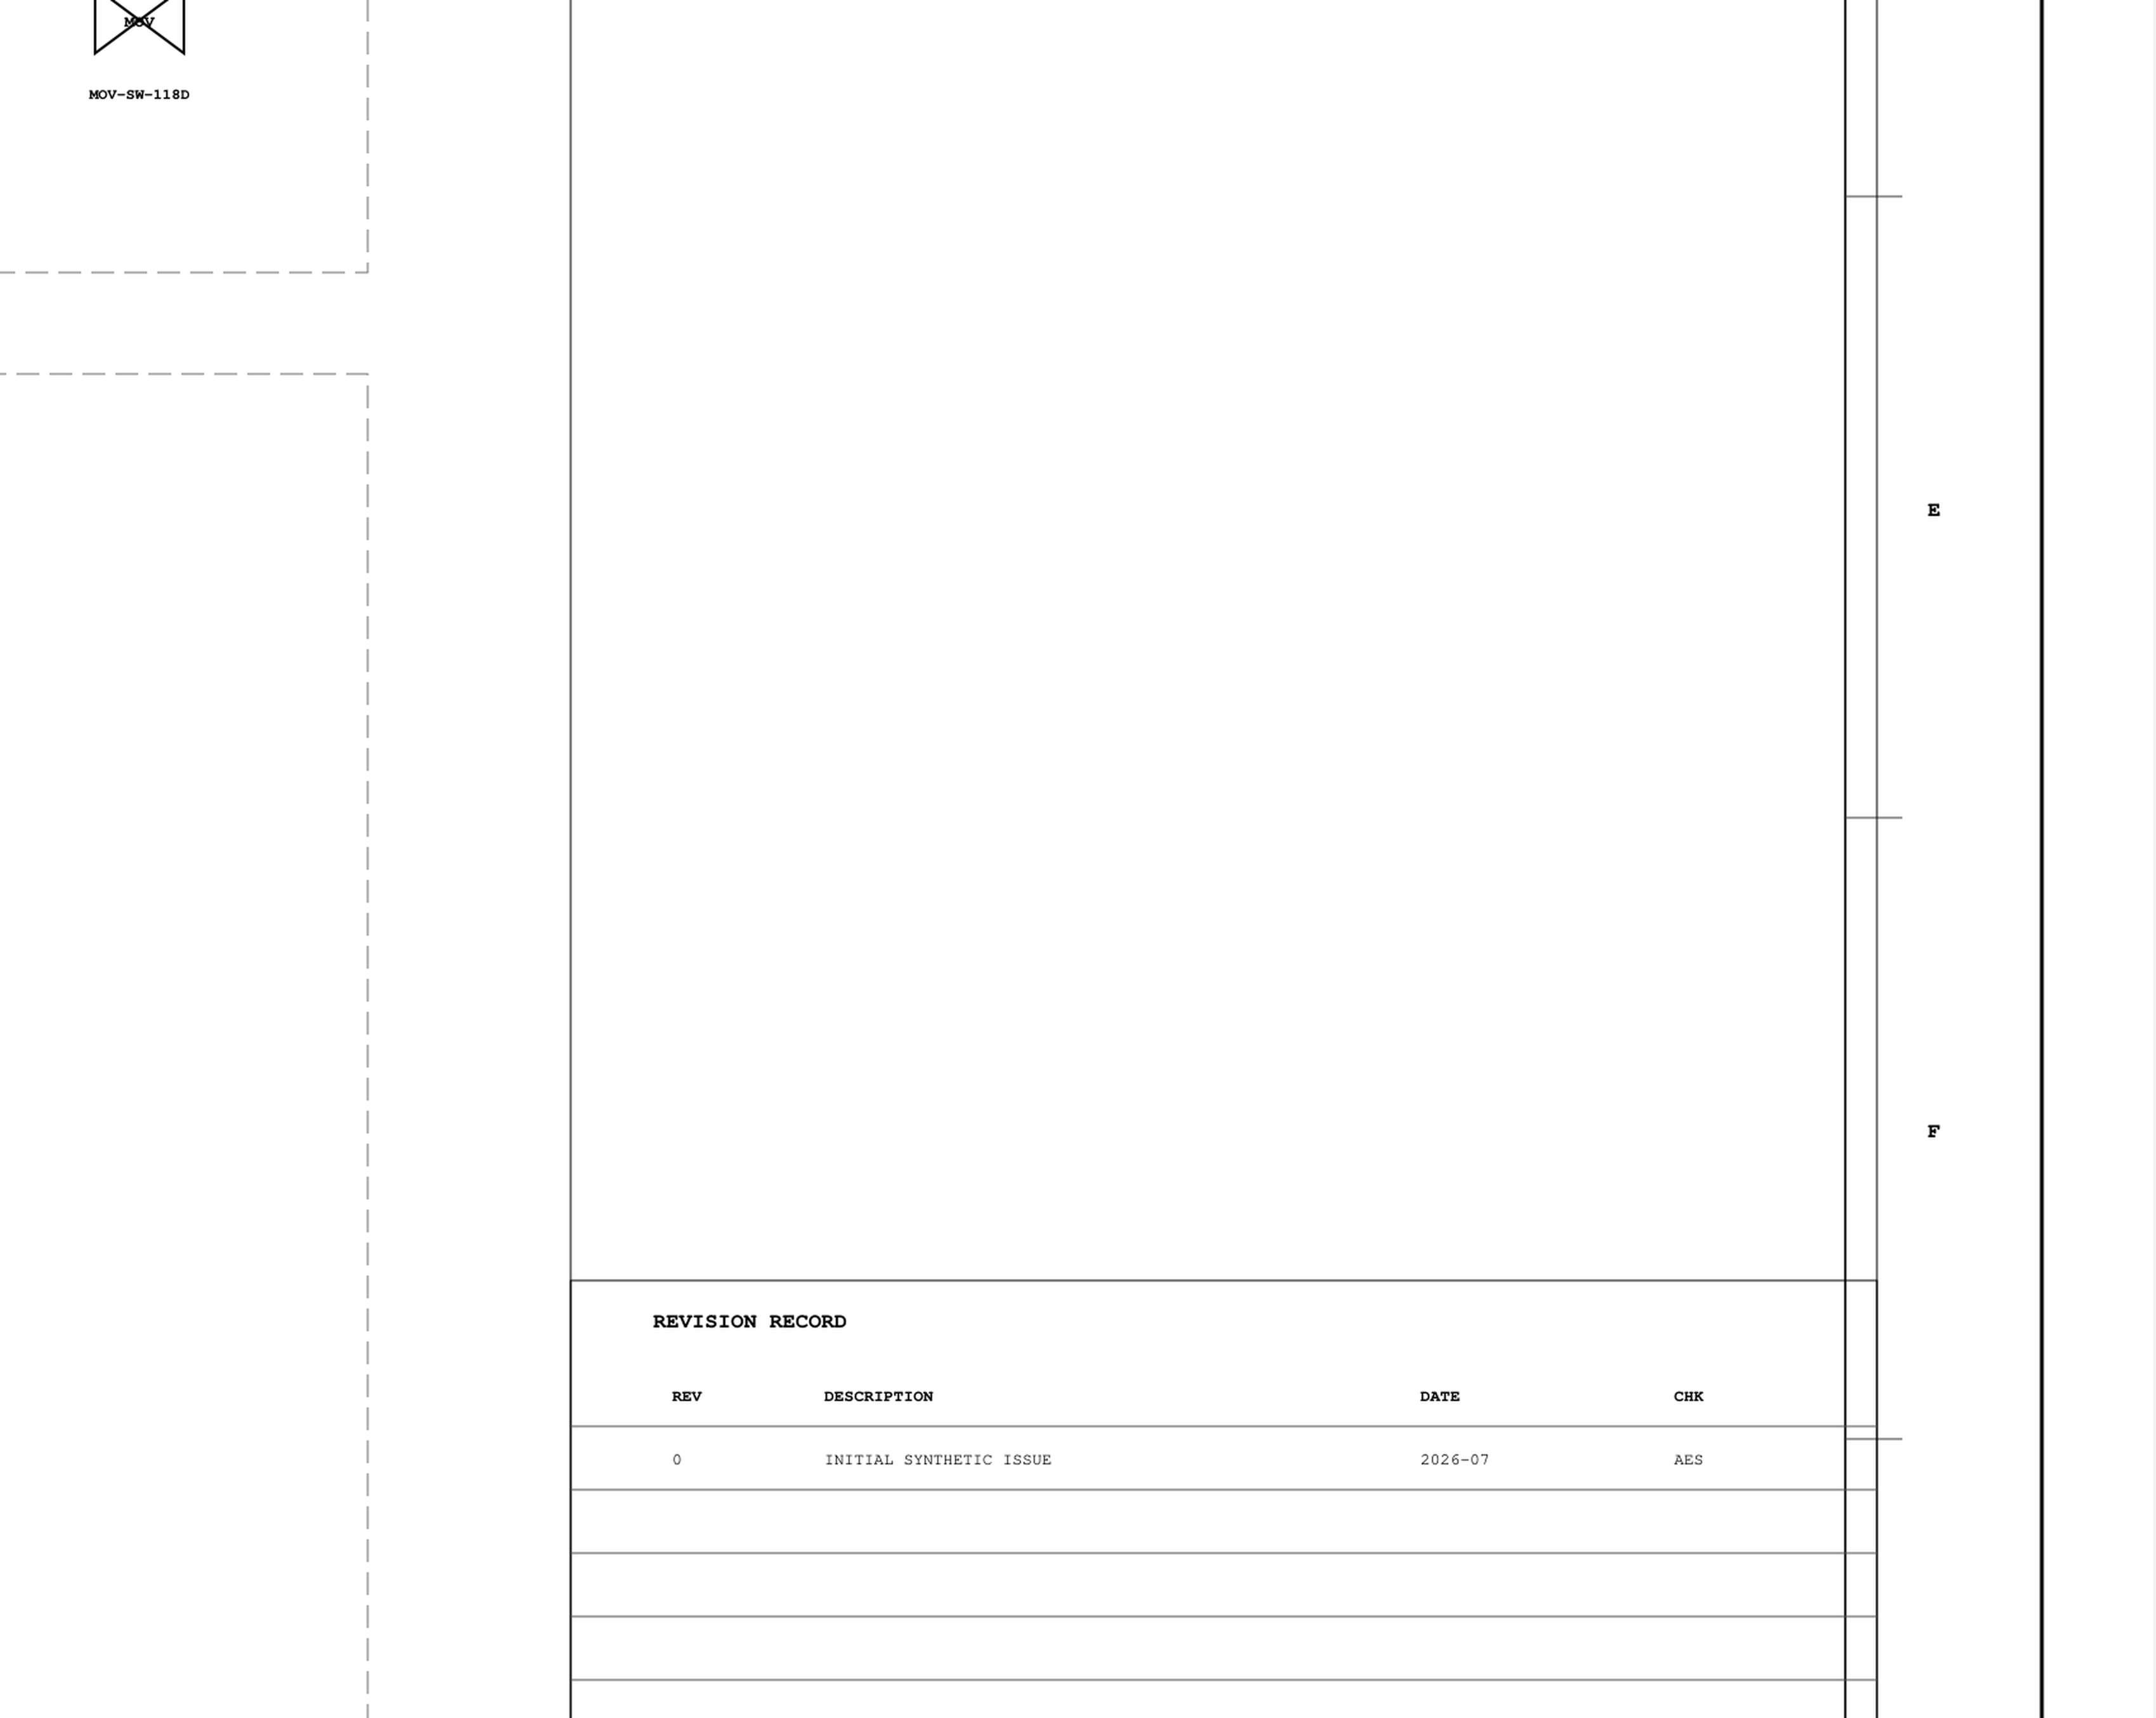 MOV
MOV-SW-118D
E
F
REVISION RECORD
REV DESCRIPTION DATE CHK
0 INITIAL SYNTHETIC ISSUE 2026-07 AES